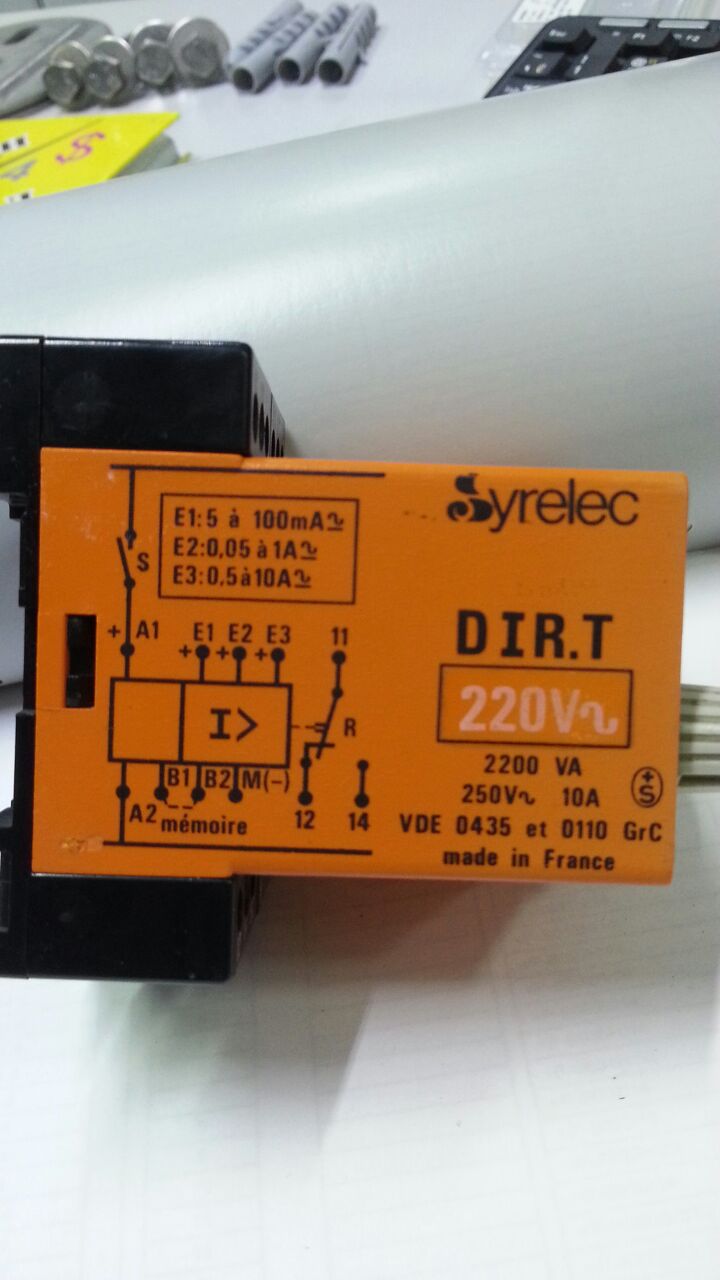 Syrelec
E1:5 à 100mA≂
E2:0,05 à 1A≂
E3:0.5à10A≂
S
+ A1
E1 E2 E3
+ + +
11
I>
R
B1 B2 M(-)
A2 mémoire
12 14
DIR.T
220V∿
2200 VA
250V∿ 10A
+
S
VDE 0435 et 0110 GrC
made in France